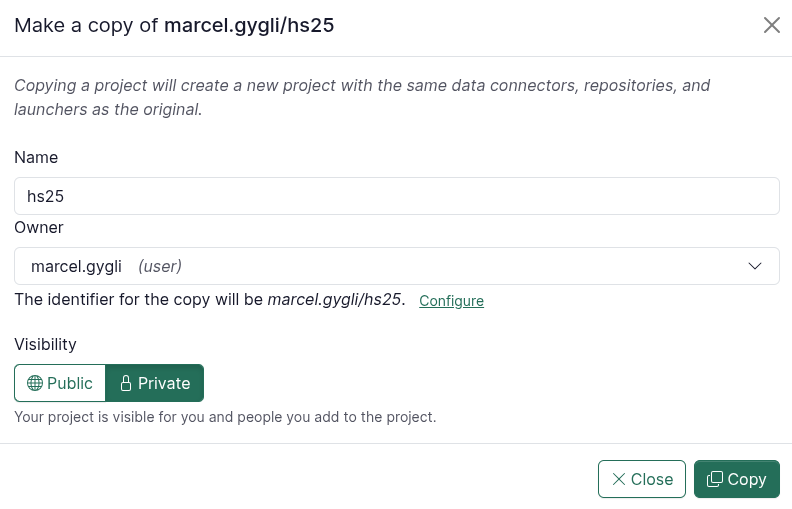 Make a copy of marcel.gygli/hs25
Copying a project will create a new project with the same data connectors, repositories, and
launchers as the original.
Name
hs25
Owner
marcel.gygli (user)
The identifier for the copy will be marcel.gygli/hs25. Configure
Visibility
Public Private
Your project is visible for you and people you add to the project.
Close Copy